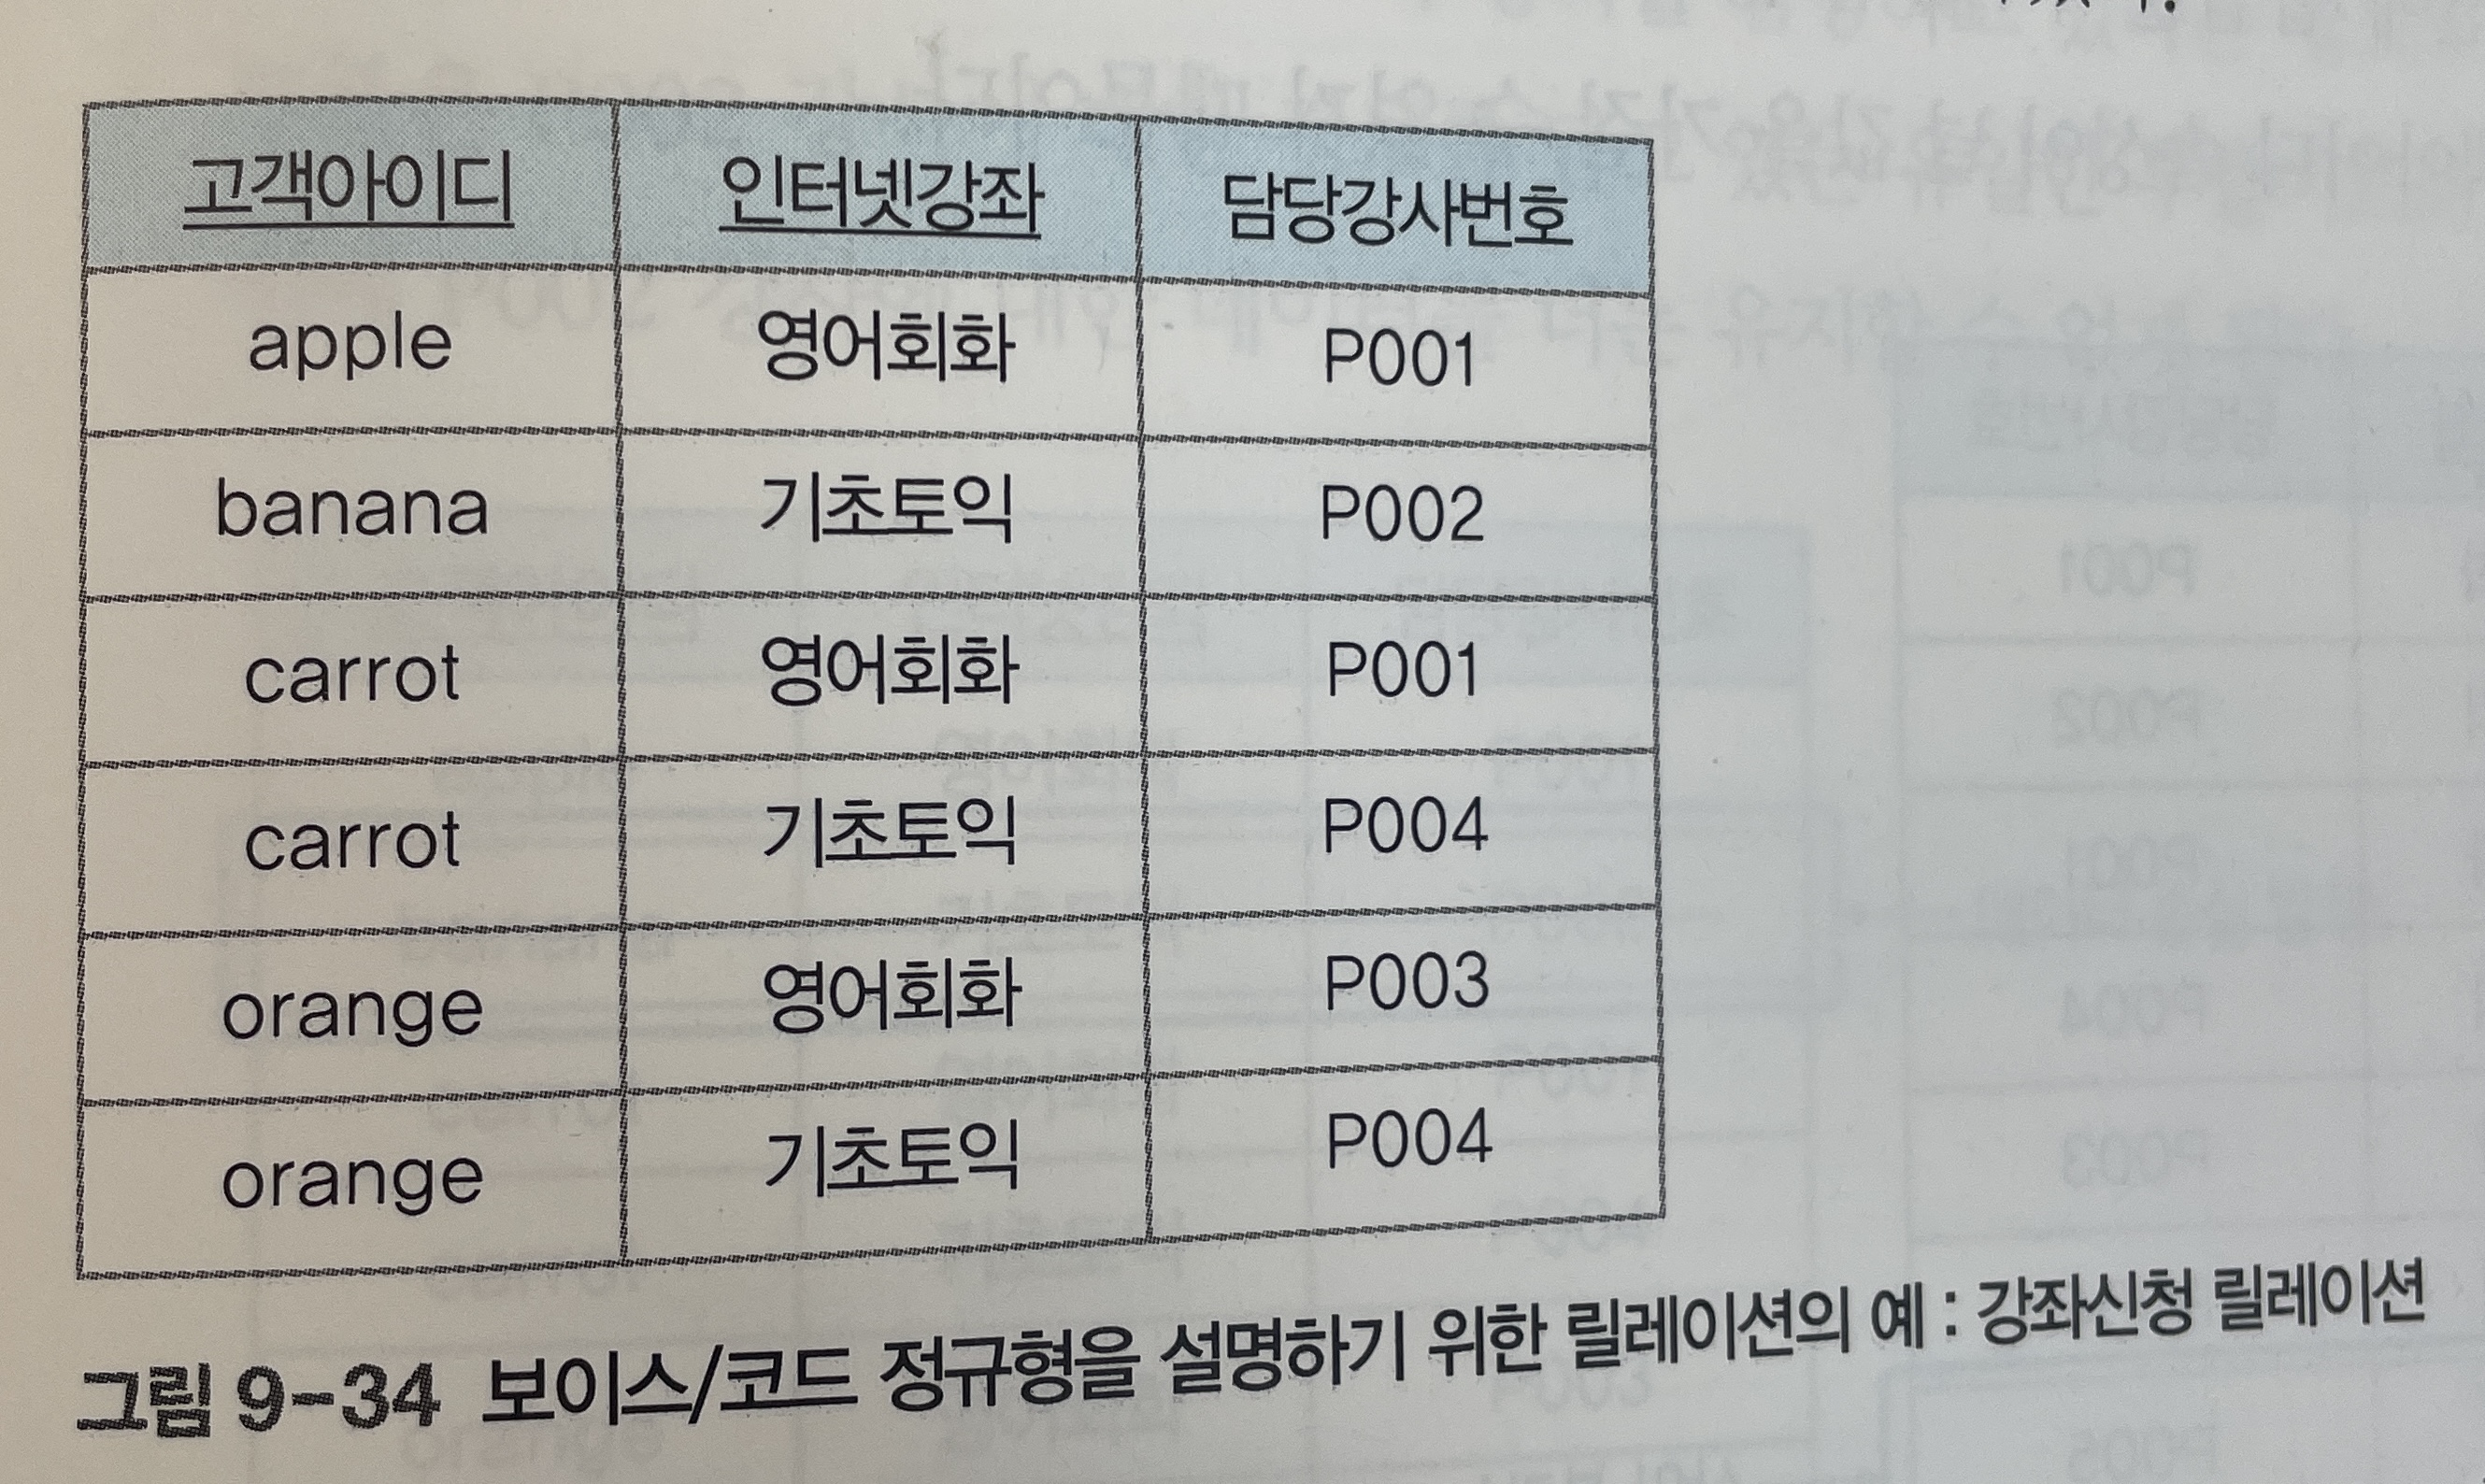 고객아이디 인터넷강좌 담당강사번호
apple 영어회화 P001
banana 기초토익 P002
carrot 영어회화 P001
carrot 기초토익 P004
orange 영어회화 P003
orange 기초토익 P004
그림 9-34 보이스/코드 정규형을 설명하기 위한 릴레이션의 예 : 강좌신청 릴레이션